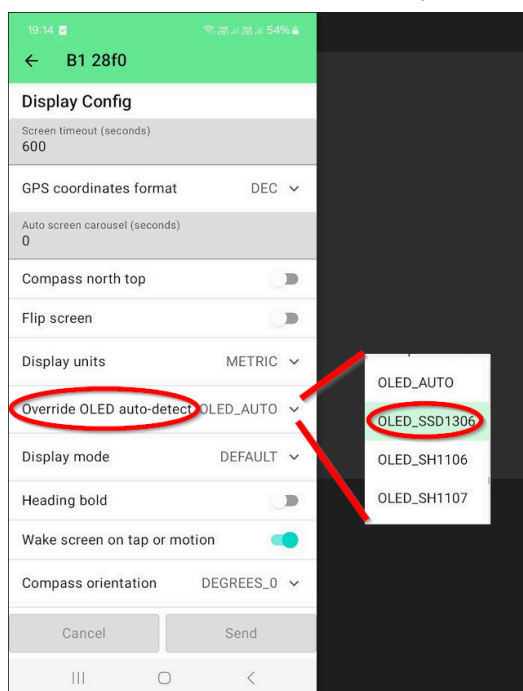 19:14 54%
B1 28f0
Display Config
Screen timeout (seconds)
600
GPS coordinates format DEC
Auto screen carousel (seconds)
0
Compass north top
Flip screen
Display units METRIC
Override OLED auto-detect OLED_AUTO
Display mode DEFAULT
Heading bold
Wake screen on tap or motion
Compass orientation DEGREES_0
Cancel Send
OLED_AUTO
OLED_SSD1306
OLED_SH1106
OLED_SH1107